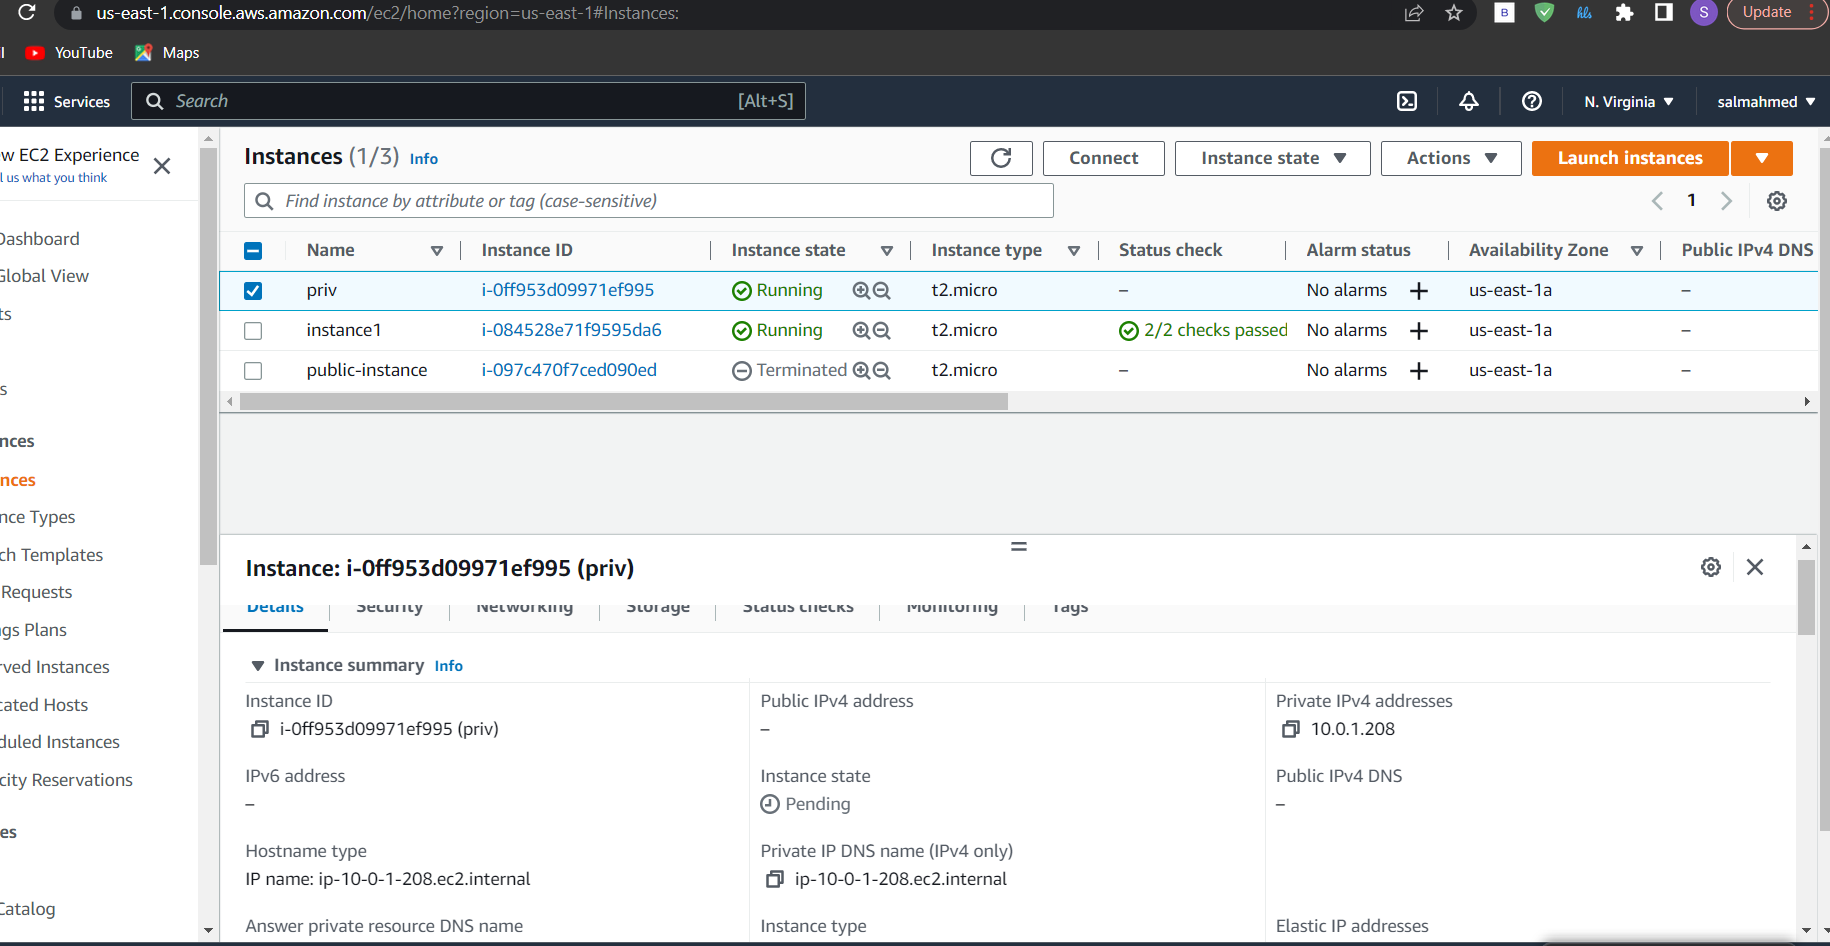 us-east-1.console.aws.amazon.com/ec2/home?region=us-east-1#Instances:
B
hls
S
Update
YouTube
Maps
Services
Search
[Alt+S]
N. Virginia
salmahmed
w EC2 Experience
l us what you think
Dashboard
Global View
ts
s
nces
nces
nce Types
ch Templates
Requests
ngs Plans
rved Instances
cated Hosts
duled Instances
city Reservations
es
Catalog
Instances (1/3) Info
Connect
Instance state
Actions
Launch instances
Find instance by attribute or tag (case-sensitive)
1
Name Instance ID Instance state Instance type Status check Alarm status Availability Zone Public IPv4 DNS
priv i-0ff953d09971ef995 Running t2.micro – No alarms + us-east-1a –
instance1 i-084528e71f9595da6 Running t2.micro 2/2 checks passed No alarms + us-east-1a –
public-instance i-097c470f7ced090ed Terminated t2.micro – No alarms + us-east-1a –
Instance: i-0ff953d09971ef995 (priv)
Details Security Networking Storage Status checks Monitoring Tags
Instance summary Info
Instance ID
i-0ff953d09971ef995 (priv)
Public IPv4 address
–
Private IPv4 addresses
10.0.1.208
IPv6 address
–
Instance state
Pending
Public IPv4 DNS
–
Hostname type
IP name: ip-10-0-1-208.ec2.internal
Private IP DNS name (IPv4 only)
ip-10-0-1-208.ec2.internal
Answer private resource DNS name
Instance type
Elastic IP addresses